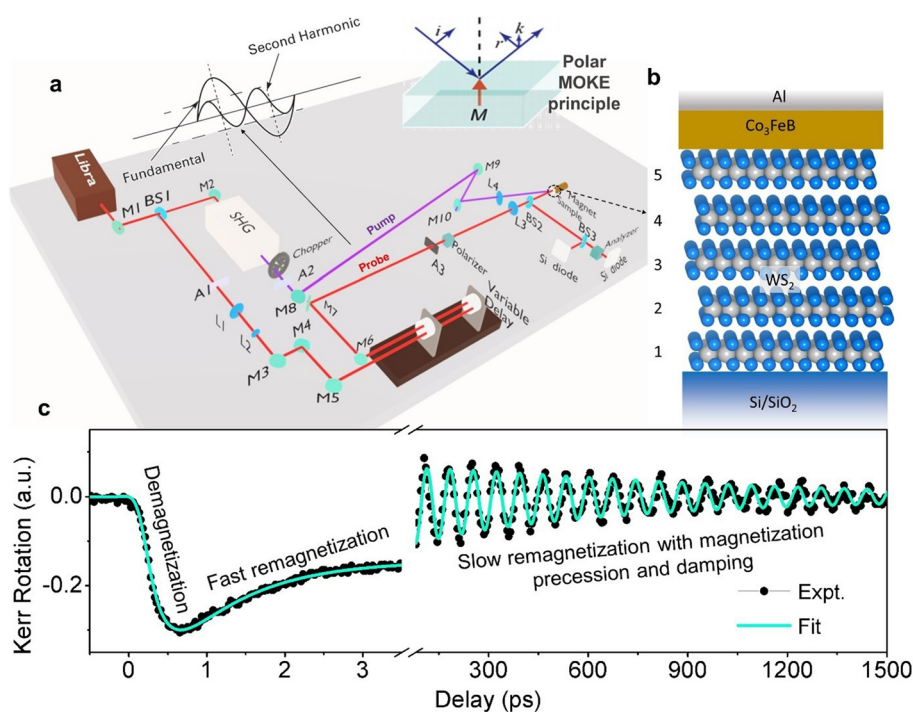 a
Second Harmonic
Fundamental
i
r
k
M
Polar
MOKE
principle
Libra
M1
BS1
M2
SHG
Chopper
A2
M8
M7
Pump
Probe
M9
M10
L4
L3
BS2
Magnet
Sample
BS3
Analyzer
Si diode
Si diode
A3
Polarizer
A1
L1
L2
M3
M4
M5
M6
Variable
Delay
b
Al
Co₃FeB
5
4
3
WS₂
2
1
Si/SiO₂
c
Kerr Rotation (a.u.)
0.0
-0.2
Demagnetization
Fast remagnetization
Slow remagnetization with magnetization
precession and damping
Expt.
Fit
0 1 2 3 300 600 900 1200 1500
Delay (ps)